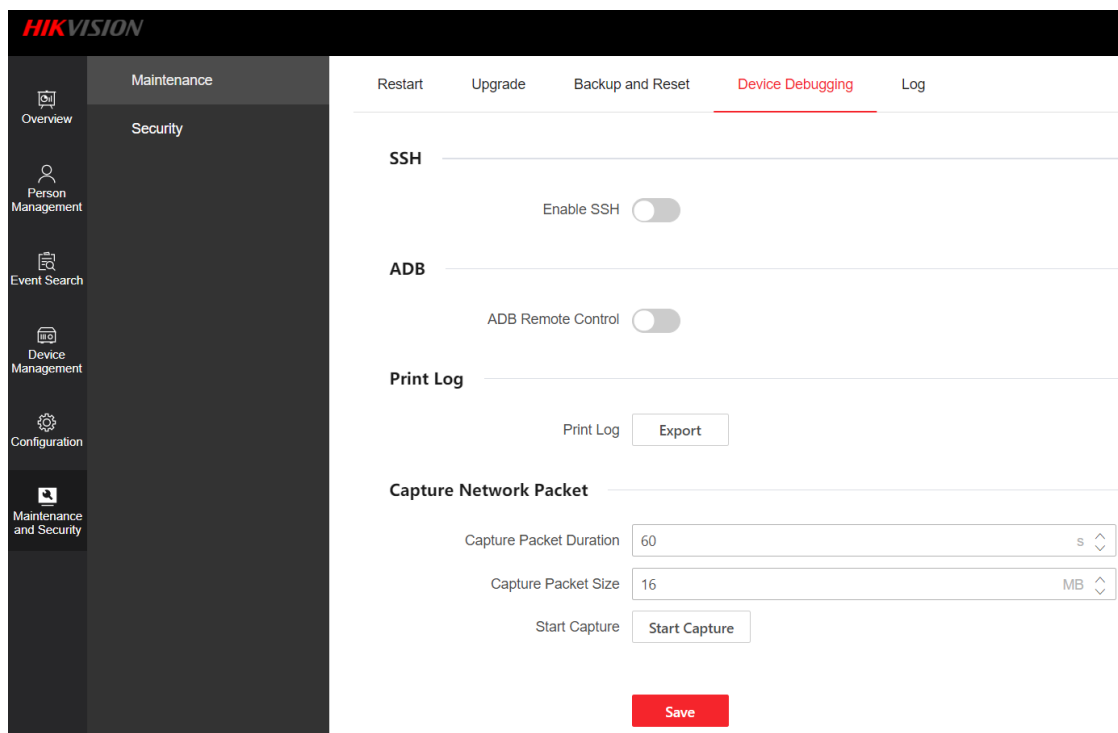 HIKVISION
Overview
Person
Management
Event Search
Device
Management
Configuration
Maintenance
and Security
Maintenance
Security
Restart Upgrade Backup and Reset Device Debugging Log
SSH
Enable SSH
ADB
ADB Remote Control
Print Log
Print Log Export
Capture Network Packet
Capture Packet Duration 60 s
Capture Packet Size 16 MB
Start Capture Start Capture
Save